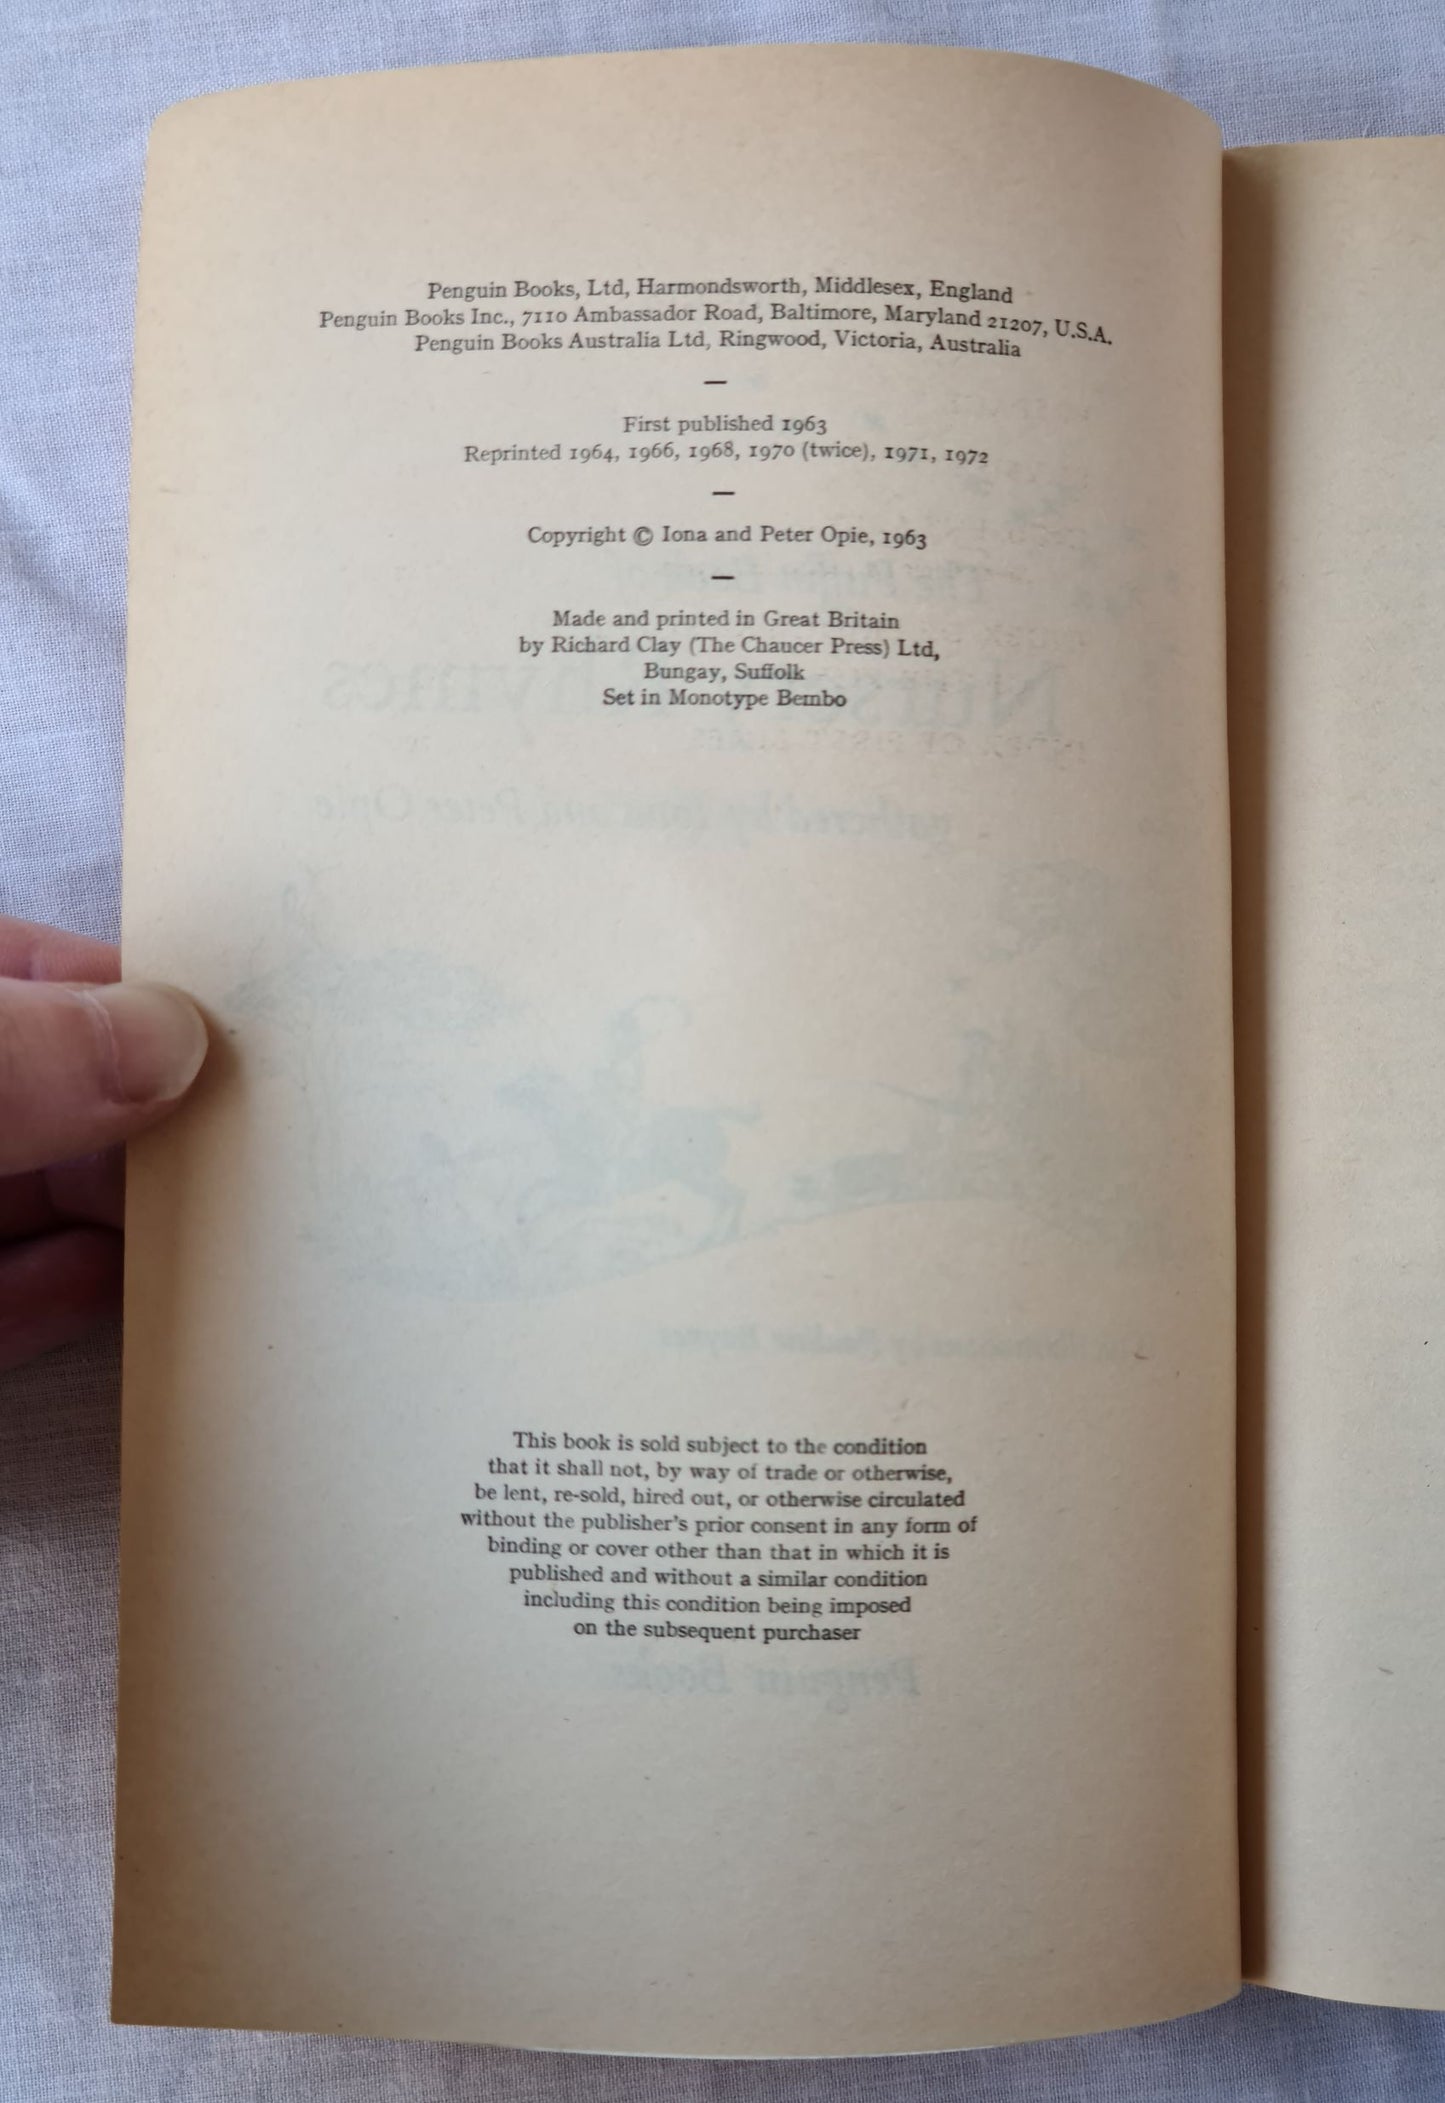 Penguin Books, Ltd, Harmondsworth, Middlesex, England
Penguin Books Inc., 7110 Ambassador Road, Baltimore, Maryland 21207, U.S.A.
Penguin Books Australia Ltd, Ringwood, Victoria, Australia
—
First published 1963
Reprinted 1964, 1966, 1968, 1970 (twice), 1971, 1972
—
Copyright © Iona and Peter Opie, 1963
—
Made and printed in Great Britain
by Richard Clay (The Chaucer Press) Ltd,
Bungay, Suffolk
Set in Monotype Bembo
This book is sold subject to the condition
that it shall not, by way of trade or otherwise,
be lent, re-sold, hired out, or otherwise circulated
without the publisher's prior consent in any form of
binding or cover other than that in which it is
published and without a similar condition
including this condition being imposed
on the subsequent purchaser